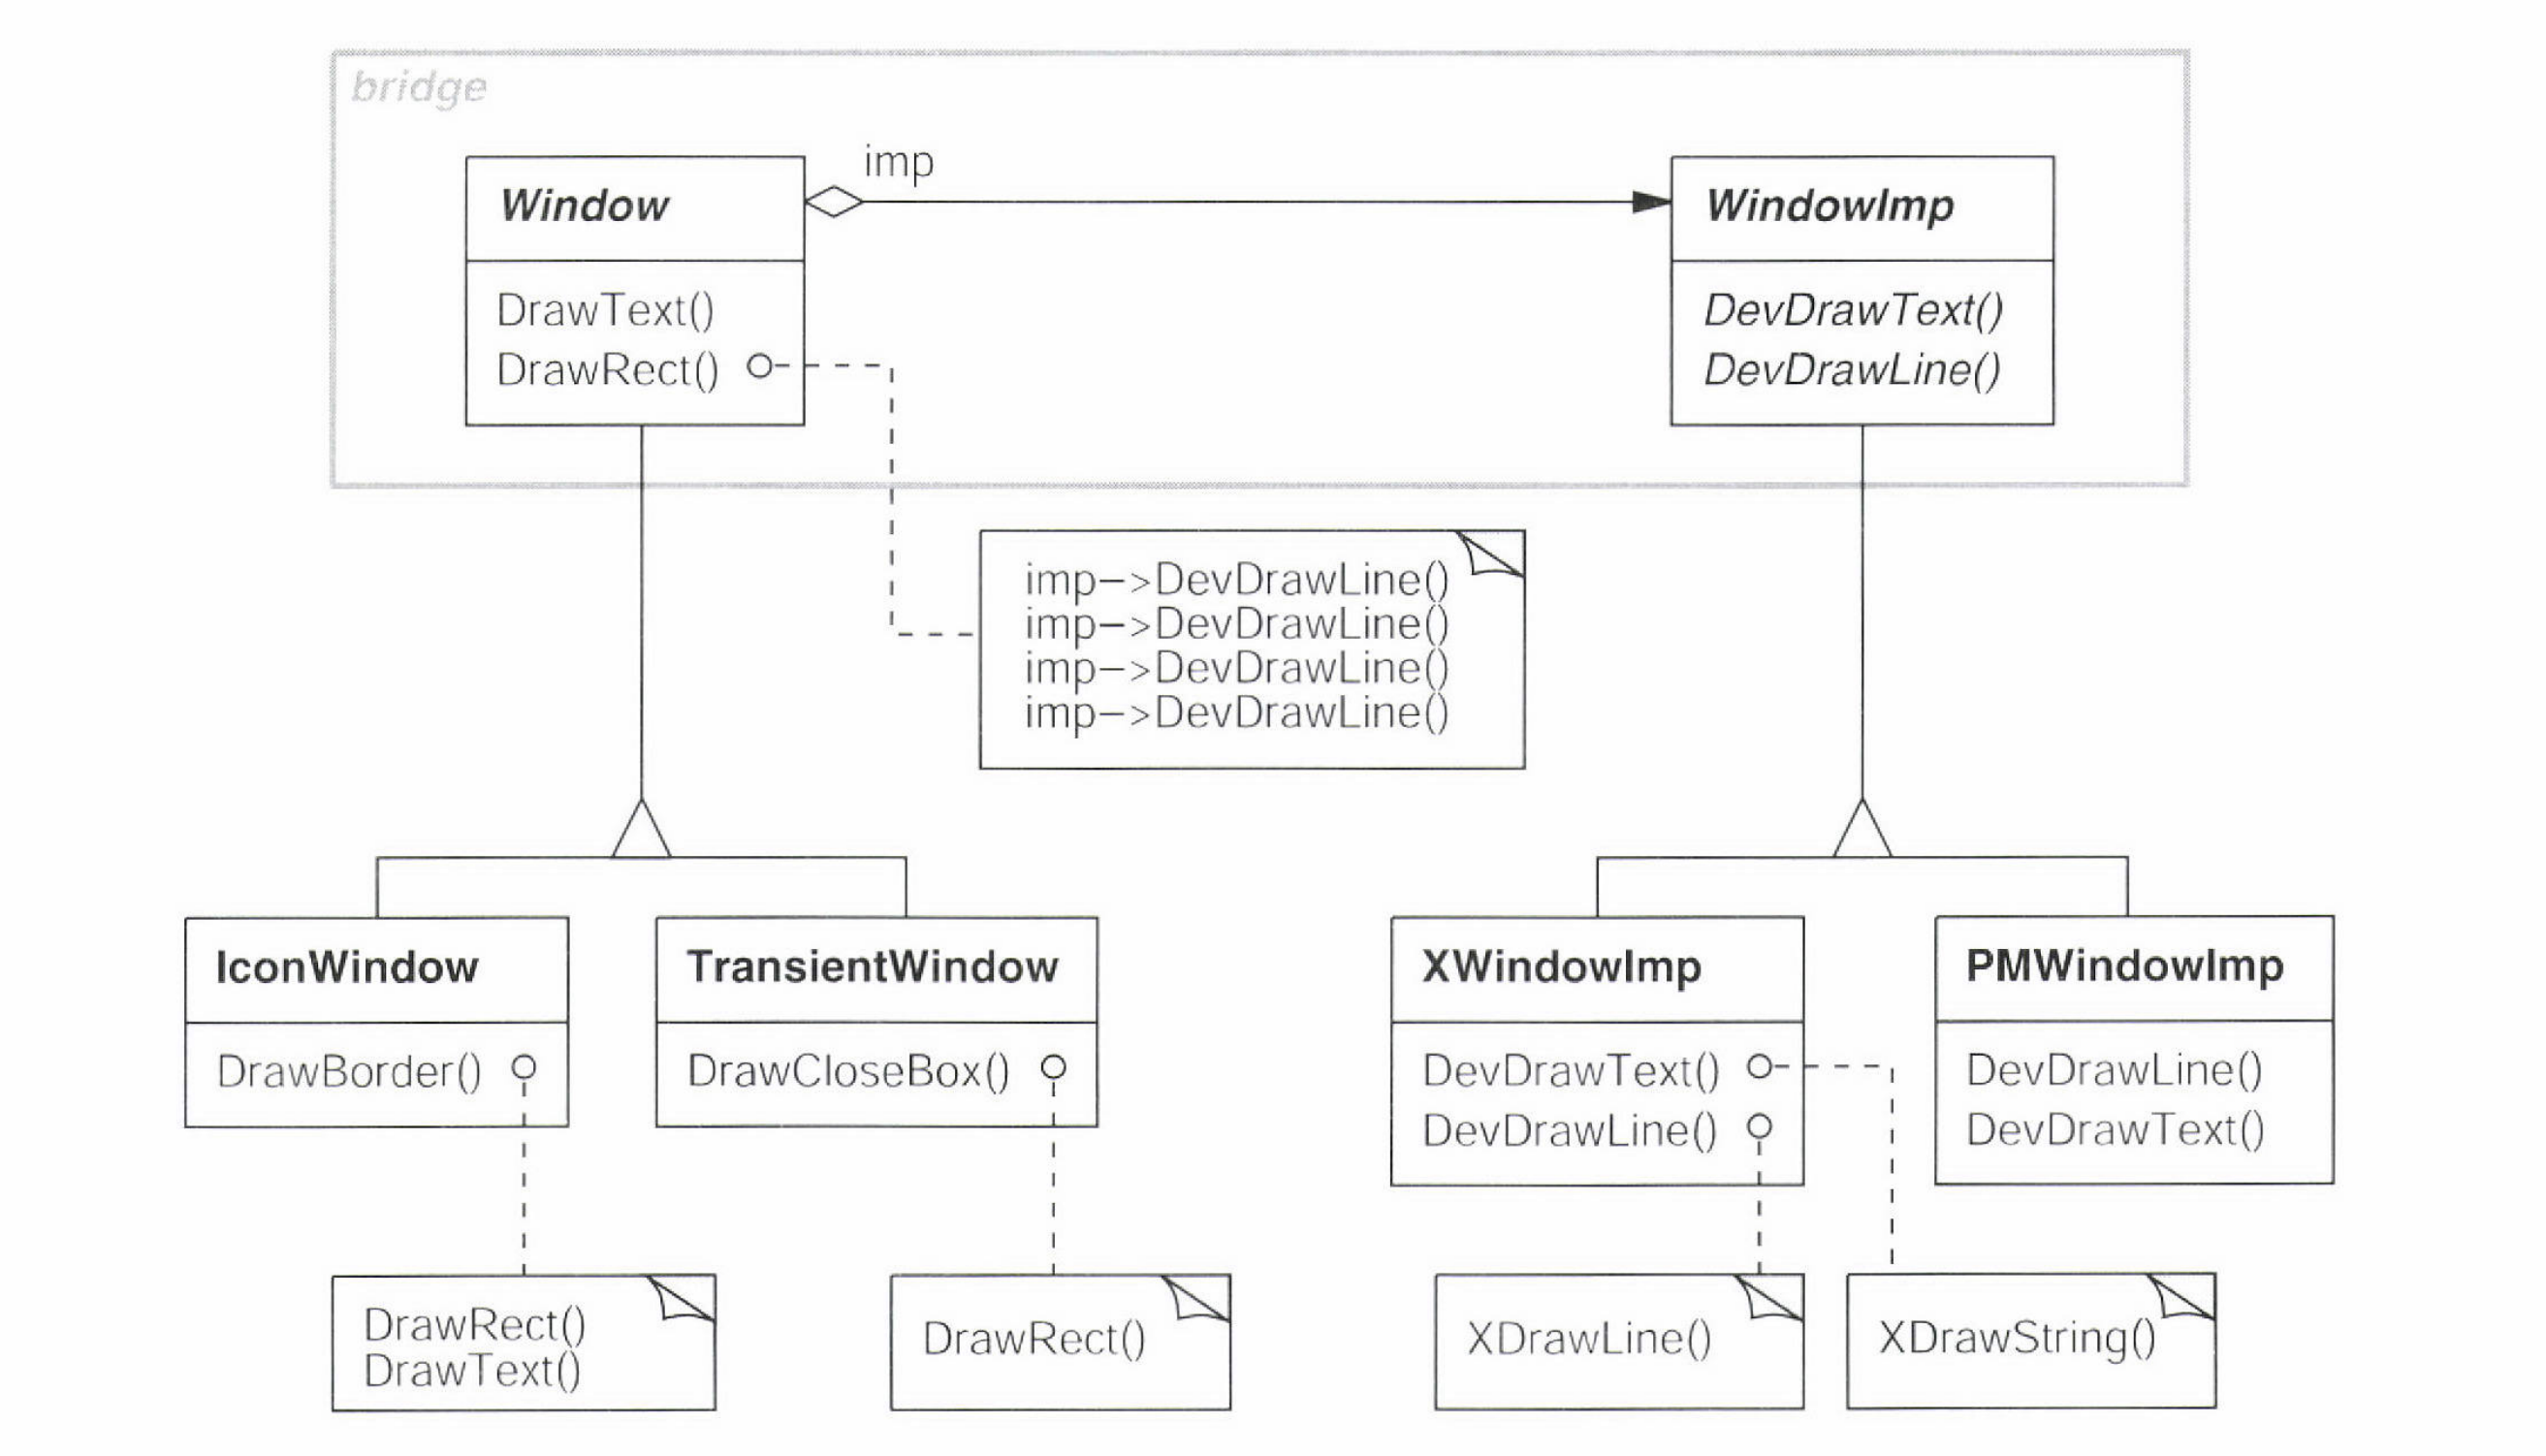 bridge
imp
Window
WindowImp
DrawText()
DrawRect()
DevDrawText()
DevDrawLine()
imp->DevDrawLine()
imp->DevDrawLine()
imp->DevDrawLine()
imp->DevDrawLine()
IconWindow
DrawBorder()
TransientWindow
DrawCloseBox()
XWindowImp
DevDrawText()
DevDrawLine()
PMWindowImp
DevDrawLine()
DevDrawText()
DrawRect()
DrawText()
DrawRect()
XDrawLine()
XDrawString()